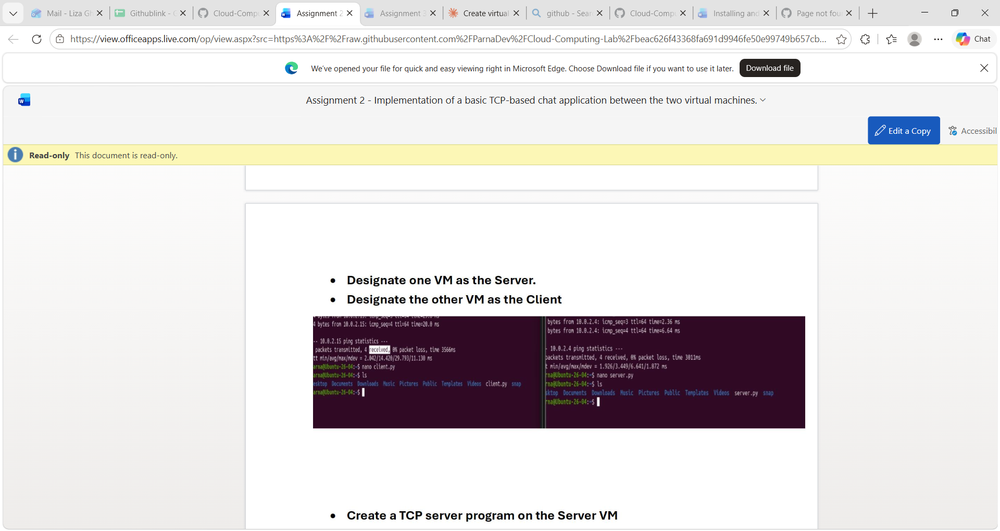 Mail - Liza Gh
Githublink - G
Cloud-Compu
Assignment 2
Assignment 3
Create virtual
github - Sear
Cloud-Compu
Installing and
Page not foun
https://view.officeapps.live.com/op/view.aspx?src=https%3A%2F%2Fraw.githubusercontent.com%2FParnaDev%2FCloud-Computing-Lab%2Fbeac626f43368fa691d9946fe50e99749b657cb...
Chat
We've opened your file for quick and easy viewing right in Microsoft Edge. Choose Download file if you want to use it later.
Download file
Assignment 2 - Implementation of a basic TCP-based chat application between the two virtual machines.
Edit a Copy
Accessibil
Read-only This document is read-only.
• Designate one VM as the Server.
• Designate the other VM as the Client
4 bytes from 10.0.2.15: icmp_seq=4 ttl=64 time=20.0 ms
-- 10.0.2.15 ping statistics ---
packets transmitted, 4 received, 0% packet loss, time 3566ms
tt min/avg/max/mdev = 2.042/14.420/29.793/11.130 ms
arna@Ubuntu-26-04:~$ nano client.py
arna@Ubuntu-26-04:~$ ls
esktop Documents Downloads Music Pictures Public Templates Videos client.py snap
arna@Ubuntu-26-04:~$
bytes from 10.0.2.4: icmp_seq=3 ttl=64 time=2.36 ms
bytes from 10.0.2.4: icmp_seq=4 ttl=64 time=6.64 ms
- 10.0.2.4 ping statistics ---
packets transmitted, 4 received, 0% packet loss, time 3011ms
t min/avg/max/mdev = 1.926/3.449/6.641/1.872 ms
rna@Ubuntu-26-04:~$ nano server.py
rna@Ubuntu-26-04:~$ ls
sktop Documents Downloads Music Pictures Public Templates Videos server.py snap
rna@Ubuntu-26-04:~$
• Create a TCP server program on the Server VM